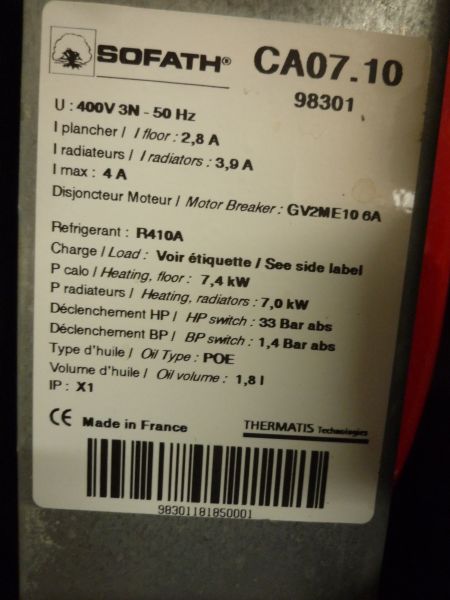 SOFATH®
CA07.10
98301
U : 400V 3N - 50 Hz
I plancher / I floor : 2,8 A
I radiateurs / I radiators : 3,9 A
I max : 4 A
Disjoncteur Moteur / Motor Breaker : GV2ME10 6A
Refrigerant : R410A
Charge / Load : Voir étiquette / See side label
P calo / Heating, floor : 7,4 kW
P radiateurs / Heating, radiators : 7,0 kW
Déclenchement HP / HP switch : 33 Bar abs
Déclenchement BP / BP switch : 1,4 Bar abs
Type d'huile / Oil Type : POE
Volume d'huile / Oil volume : 1,8 l
IP : X1
CE Made in France
THERMATIS Technologies
98301181850001